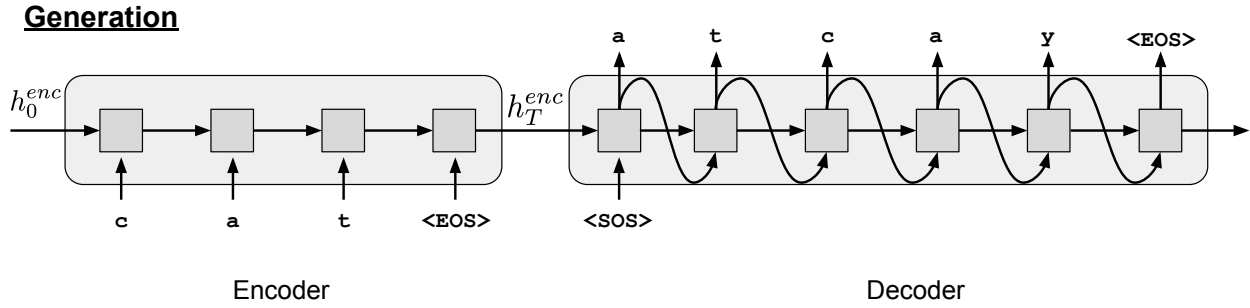 Generation
a t c a y <EOS>
h_0^{enc} h_T^{enc}
c a t <EOS> <SOS>
Encoder Decoder